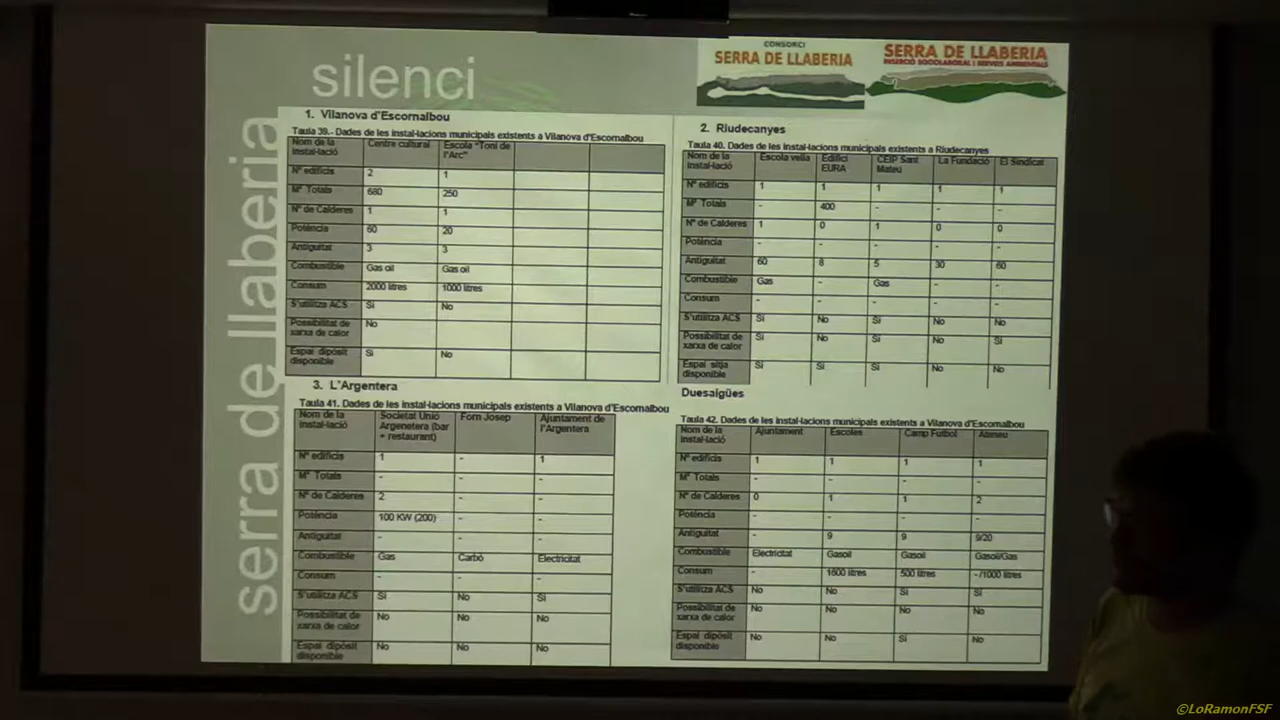 silenci
serra de llaberia
CONSORCI
SERRA DE LLABERIA
SERRA DE LLABERIA
INSERCIÓ SOCIOLABORAL I SERVEIS AMBIENTALS
1. Vilanova d'Escornalbou
Taula 39.- Dades de les instal·lacions municipals existents a Vilanova d'Escornalbou
Nom de la instal·lació Centre cultural Escola "Toni de l'Arc"
Nº edificis 2 1
M² Totals 680 250
Nº de Calderes 1 1
Potència 60 20
Antiguitat 3 3
Combustible Gas oil Gas oil
Consum 2000 litres 1000 litres
S'utilitza ACS Si No
Possibilitat de xarxa de calor No
Espai dipòsit disponible Si No
2. Riudecanyes
Taula 40.- Dades de les instal·lacions municipals existents a Riudecanyes
Nom de la instal·lació Escola vella Edifici EURA CEIP Sant Mateu La Fundació El Sindicat
Nº edificis 1 1 1 1 1
M² Totals - 400 - - -
Nº de Calderes 1 0 1 0 0
Potència - - - - -
Antiguitat 60 8 5 30 60
Combustible Gas - Gas - -
Consum - - - - -
S'utilitza ACS Si No Si No No
Possibilitat de xarxa de calor Si No Si No Si
Espai sitja disponible Si Si Si No No
3. L'Argentera
Taula 41. Dades de les instal·lacions municipals existents a Vilanova d'Escornalbou
Nom de la instal·lació Societat Unió Argenetera (bar + restaurant) Forn Josep Ajuntament de l'Argentera
Nº edificis 1 - 1
M² Totals - - -
Nº de Calderes 2 - -
Potència 100 KW (200) - -
Antiguitat - - -
Combustible Gas Carbó Electricitat
Consum - - -
S'utilitza ACS Si No Si
Possibilitat de xarxa de calor No No No
Espai dipòsit disponible No No No
Duesaigües
Taula 42. Dades de les instal·lacions municipals existents a Vilanova d'Escornalbou
Nom de la instal·lació Ajuntament Escoles Camp Futbol Ateneu
Nº edificis 1 1 1 1
M² Totals - - - -
Nº de Calderes 0 1 1 2
Potència - - - -
Antiguitat - 9 9 9/20
Combustible Electricitat Gasoil Gasoil Gasoil/Gas
Consum - 1600 litres 500 litres -/1000 litres
S'utilitza ACS No No Si Si
Possibilitat de xarxa de calor No No No No
Espai dipòsit disponible No No Si No
©LoRamonFSF